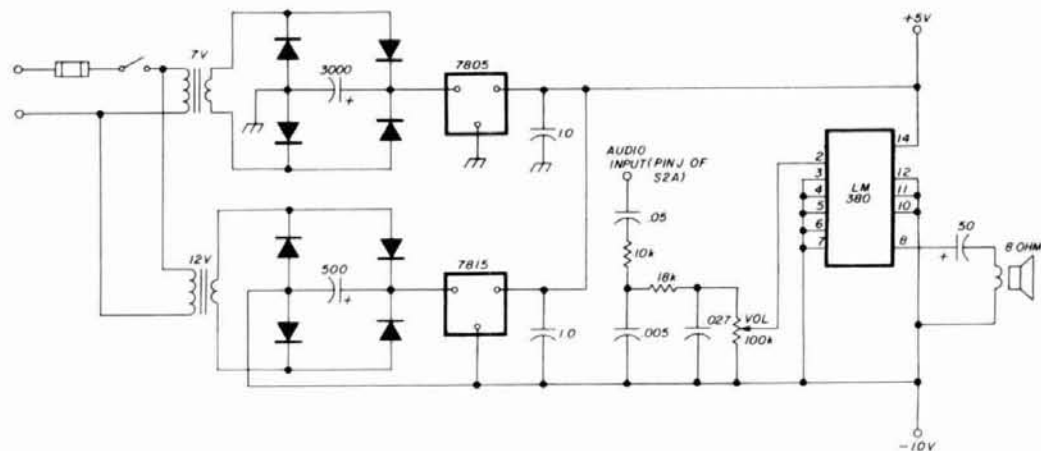 7V
3000
+
7805
1.0
+5V
AUDIO
INPUT (PIN J OF
S2A)
.05
10k
18k
.005
.027
VOL
100k
2
3
4
5
6
7
LM
380
14
12
11
10
8
50
+
8 OHM
12V
500
+
7815
1.0
-10V